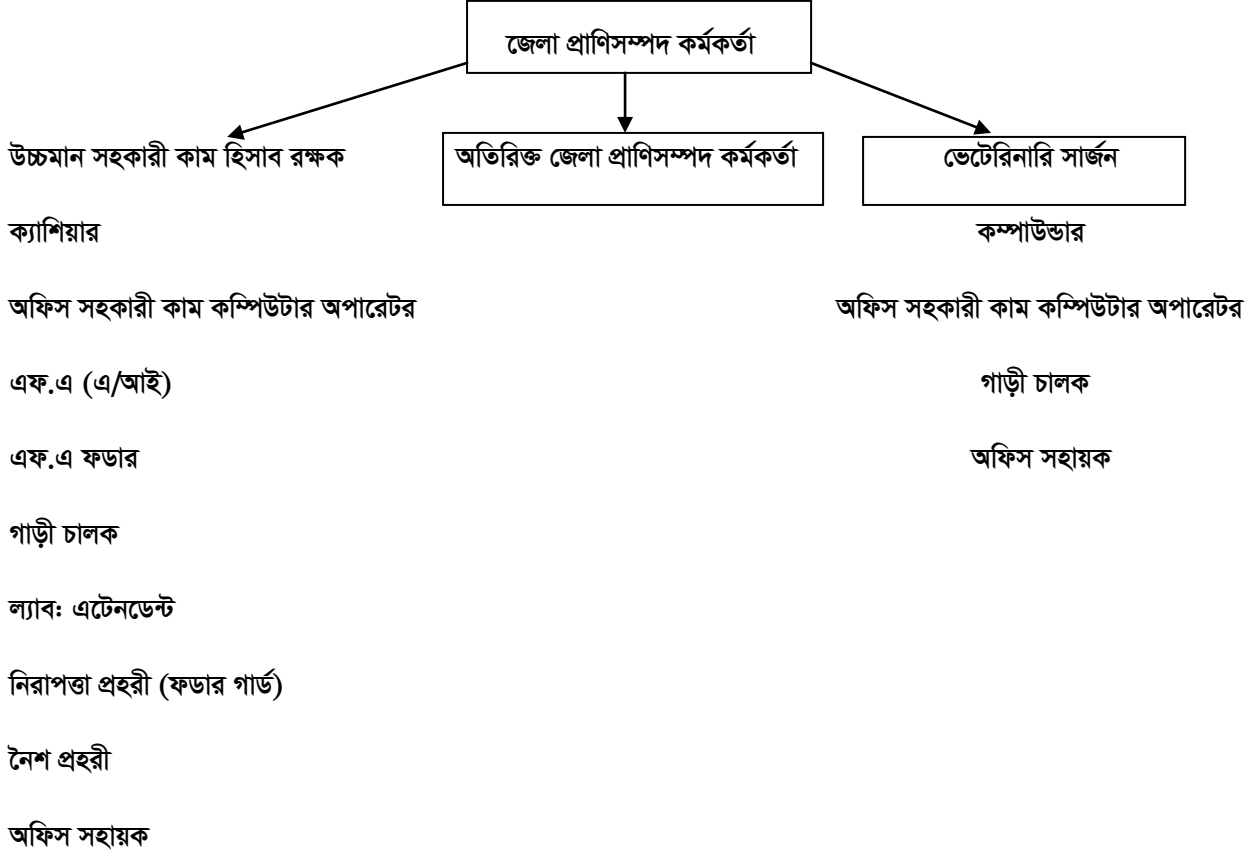 জেলা প্রাণিসম্পদ কর্মকর্তা
উচ্চমান সহকারী কাম হিসাব রক্ষক অতিরিক্ত জেলা প্রাণিসম্পদ কর্মকর্তা ভেটেরিনারি সার্জন
ক্যাশিয়ার কম্পাউন্ডার
অফিস সহকারী কাম কম্পিউটার অপারেটর অফিস সহকারী কাম কম্পিউটার অপারেটর
এফ.এ (এ/আই) গাড়ী চালক
এফ.এ ফডার অফিস সহায়ক
গাড়ী চালক
ল্যাব: এটেনডেন্ট
নিরাপত্তা প্রহরী (ফডার গার্ড)
নৈশ প্রহরী
অফিস সহায়ক